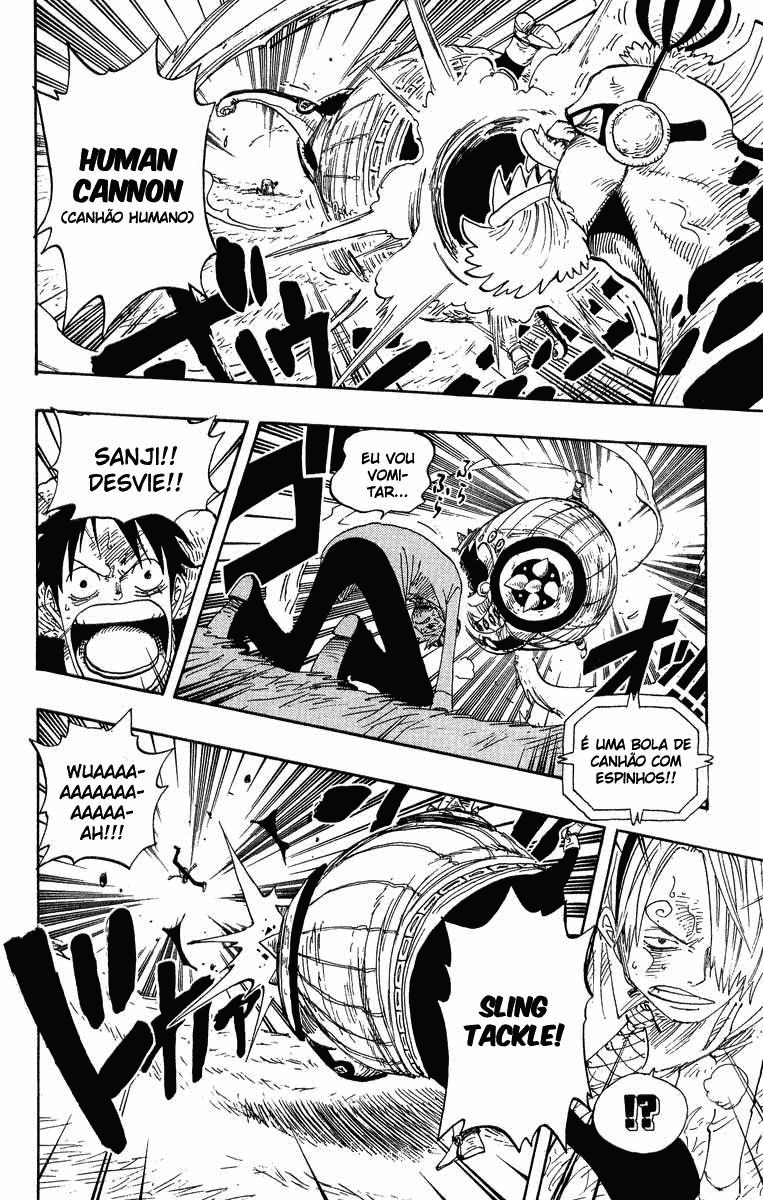 HUMAN
CANNON
(CANHÃO HUMANO)
SANJI!!
DESVIE!!
EU VOU
VOMI-
TAR...
É UMA BOLA DE
CANHÃO COM
ESPINHOS!!
WUAAAA-
AAAAAAA-
AAAAA-
AH!!!
SLING
TACKLE!
!?